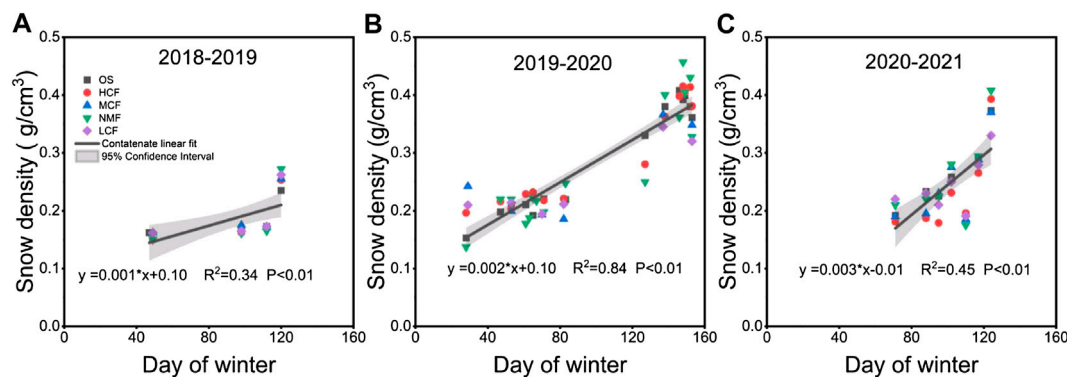 A
B
C
2018-2019
2019-2020
2020-2021
OS
HCF
MCF
NMF
LCF
Concatenate linear fit
95% Confidence Interval
y =0.001*x+0.10 R²=0.34 P<0.01
y =0.002*x+0.10 R²=0.84 P<0.01
y =0.003*x-0.01 R²=0.45 P<0.01
Snow density ( g/cm³)
0.5
0.4
0.3
0.2
0.1
0.0
0
40
80
120
160
Day of winter
Snow density (g/cm³)
0.5
0.4
0.3
0.2
0.1
0.0
0
40
80
120
160
Day of winter
Snow density (g/cm³)
0.5
0.4
0.3
0.2
0.1
0.0
0
40
80
120
160
Day of winter